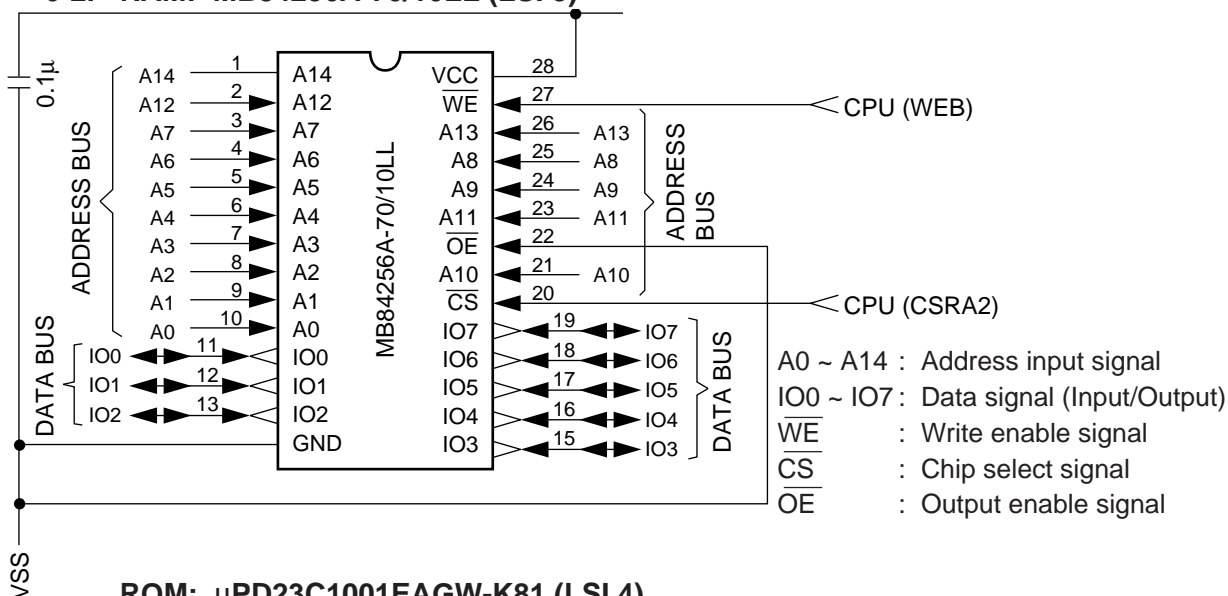 RAM: MB84256A-70/10LL
0.1µ
ADDRESS BUS
A14 1 A14
A12 2 A12
A7 3 A7
A6 4 A6
A5 5 A5
A4 6 A4
A3 7 A3
A2 8 A2
A1 9 A1
A0 10 A0
DATA BUS
IO0 11 IO0
IO1 12 IO1
IO2 13 IO2
GND
MB84256A-70/10LL
VCC 28
WE 27 CPU (WEB)
A13 26 A13
A8 25 A8
A9 24 A9
A11 23 A11
OE 22
A10 21 A10
CS 20 CPU (CSRA2)
ADDRESS
BUS
IO7 19 IO7
IO6 18 IO6
IO5 17 IO5
IO4 16 IO4
IO3 15 IO3
DATA BUS
A0 ~ A14 : Address input signal
IO0 ~ IO7 : Data signal (Input/Output)
WE : Write enable signal
CS : Chip select signal
OE : Output enable signal
VSS
ROM: µPD23C1001EAGW-K81 (LSI 4)